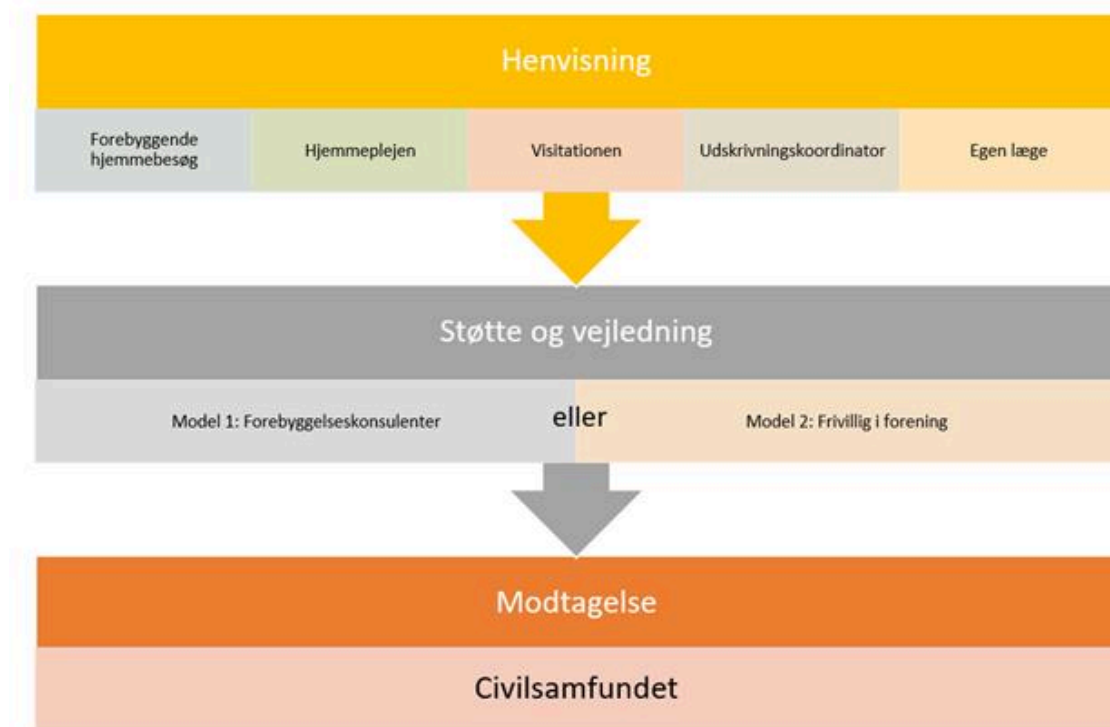 Henvisning
Forebyggende
hjemmebesøg
Hjemmeplejen
Visitationen
Udskrivningskoordinator
Egen læge
Støtte og vejledning
Model 1: Forebyggelseskonsulenter
eller
Model 2: Frivillig i forening
Modtagelse
Civilsamfundet